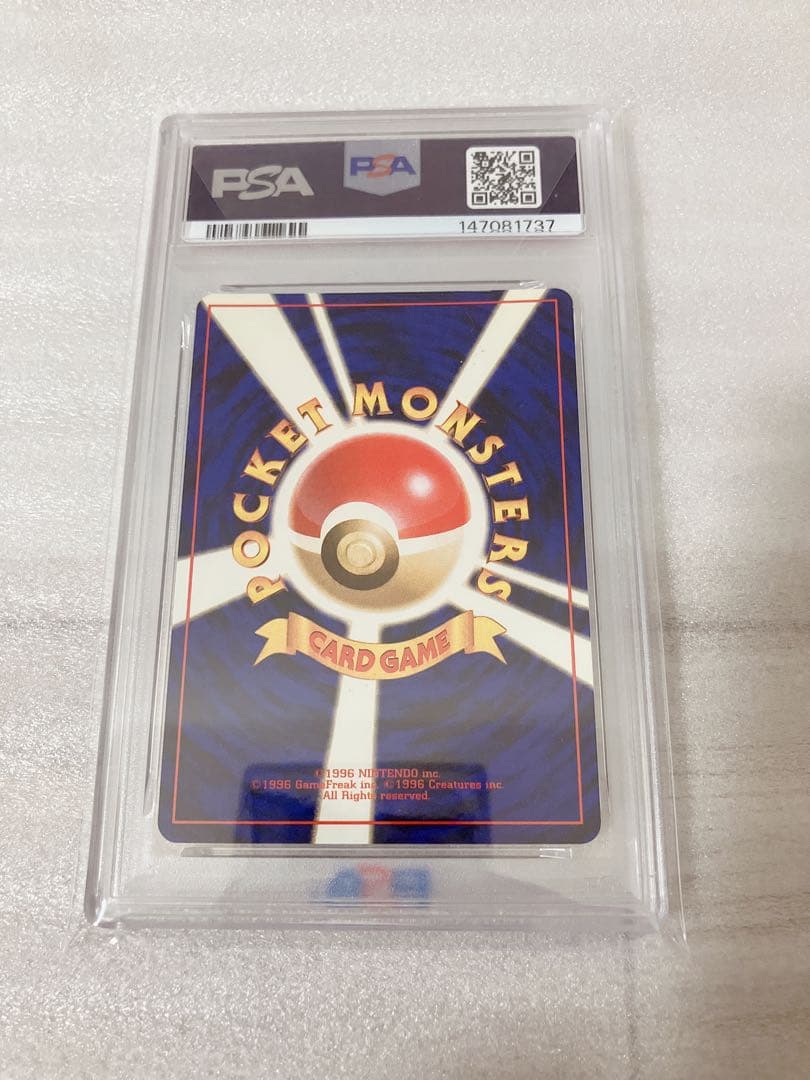 PSA
PSA
147081737
POCKET MONSTERS
CARD GAME
©1996 NINTENDO inc.
©1996 GameFreak inc. ©1996 Creatures inc.
All Rights reserved.